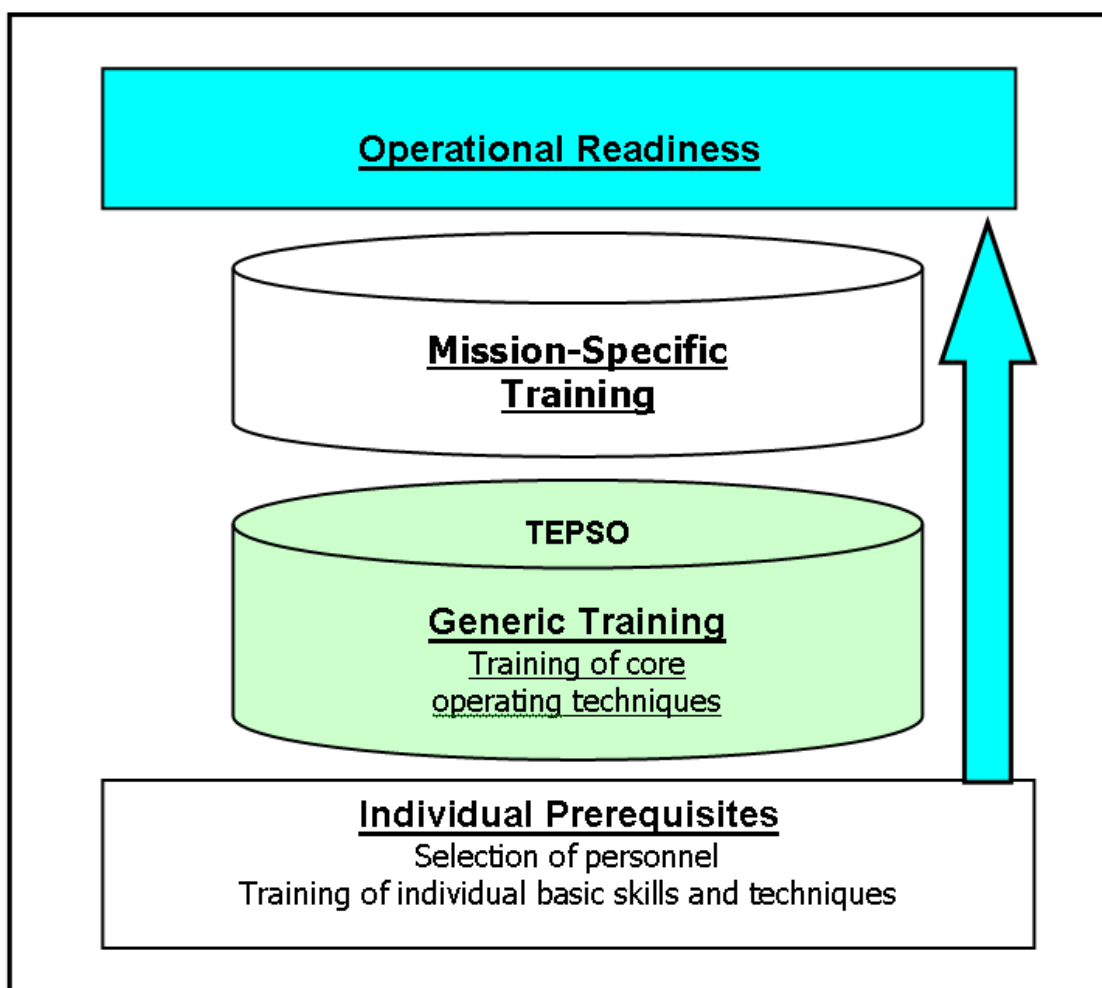 Operational Readiness
Mission-Specific
Training
TEPSO
Generic Training
Training of core
operating techniques
Individual Prerequisites
Selection of personnel
Training of individual basic skills and techniques